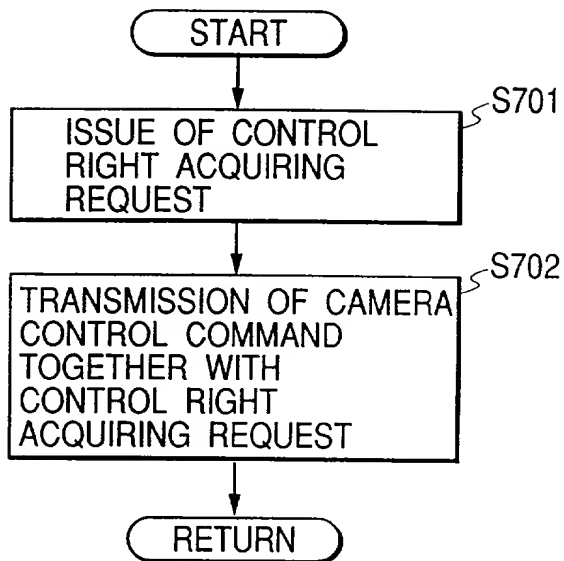 START
S701
ISSUE OF CONTROL
RIGHT ACQUIRING
REQUEST
S702
TRANSMISSION OF CAMERA
CONTROL COMMAND
TOGETHER WITH
CONTROL RIGHT
ACQUIRING REQUEST
RETURN